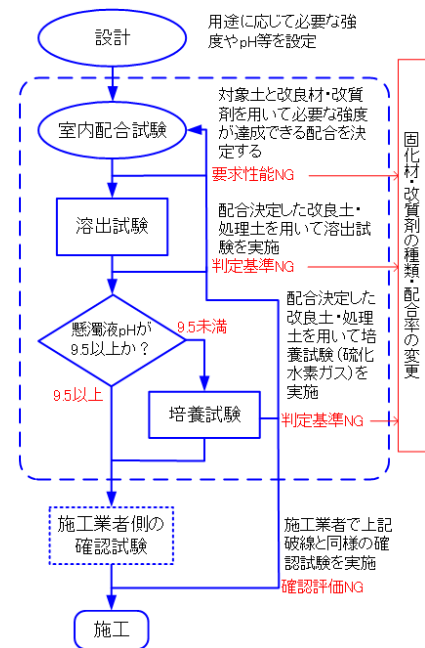 設計
用途に応じて必要な強
度やpH等を設定
室内配合試験
対象土と改良材・改質
剤を用いて必要な強度
が達成できる配合を決
定する
要求性能NG
溶出試験
配合決定した改良土・
処理土を用いて溶出試
験を実施
判定基準NG
懸濁液pHが
9.5以上か？
9.5未満
9.5以上
配合決定した
改良土・処理
土を用いて培
養試験（硫化
水素ガス）を
実施
培養試験
判定基準NG
固化材・改質剤の種類・配合率の変更
施工業者側の
確認試験
施工業者で上記
破線と同様の確
認試験を実施
確認評価NG
施工